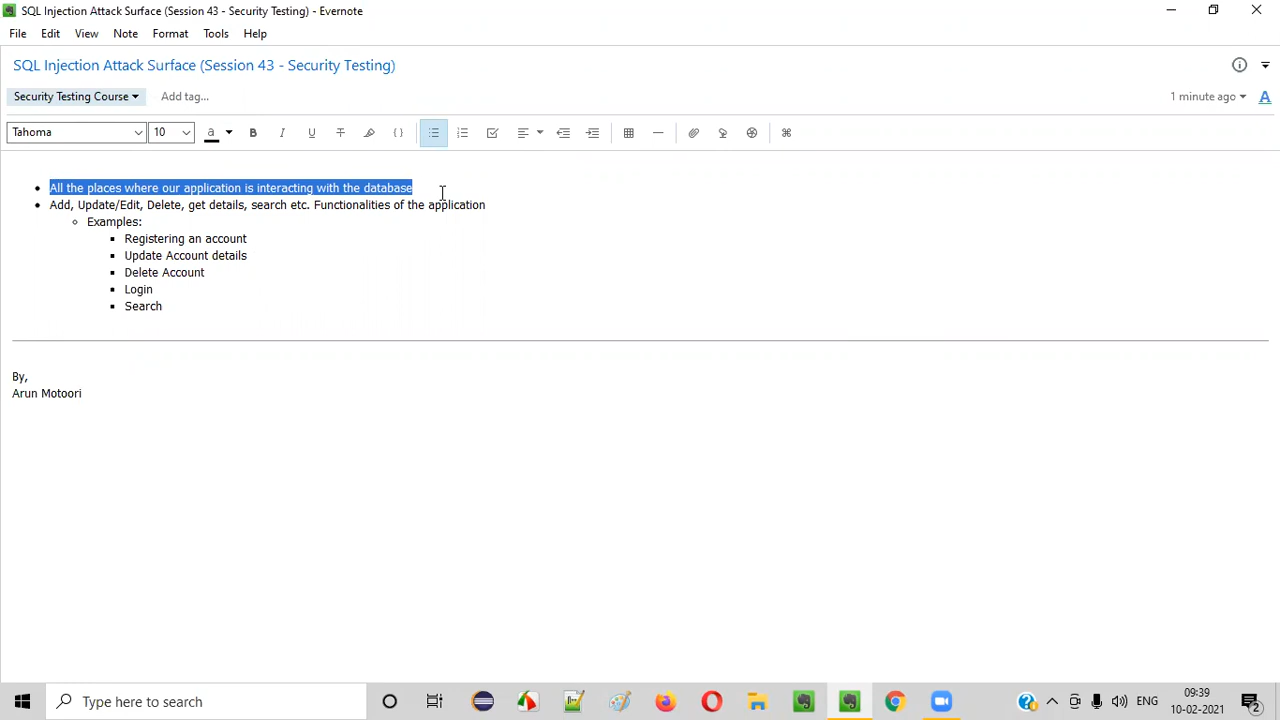 SQL Injection Attack Surface (Session 43 - Security Testing) - Evernote
File Edit View Note Format Tools Help
SQL Injection Attack Surface (Session 43 - Security Testing)
Security Testing Course Add tag... 1 minute ago
Tahoma 10
All the places where our application is interacting with the database
Add, Update/Edit, Delete, get details, search etc. Functionalities of the application
Examples:
Registering an account
Update Account details
Delete Account
Login
Search
By,
Arun Motoori
Type here to search
ENG
09:39
10-02-2021
2